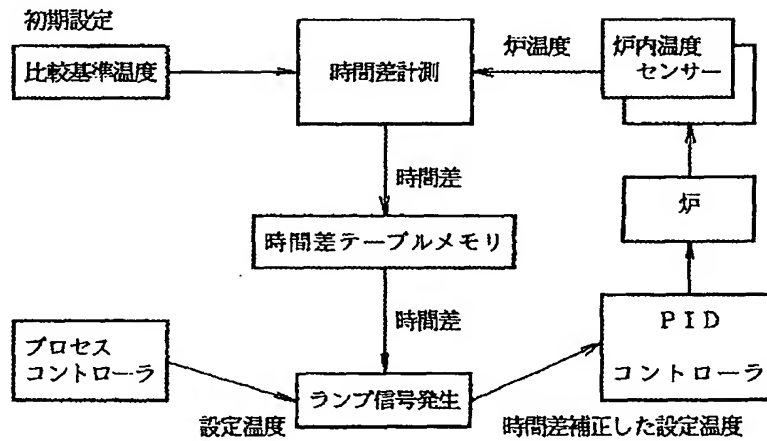 初期設定
比較基準温度
時間差計測
炉温度
炉内温度
センサー
時間差
炉
時間差テーブルメモリ
時間差
プロセス
コントローラ
PID
コントローラ
ランプ信号発生
設定温度
時間差補正した設定温度